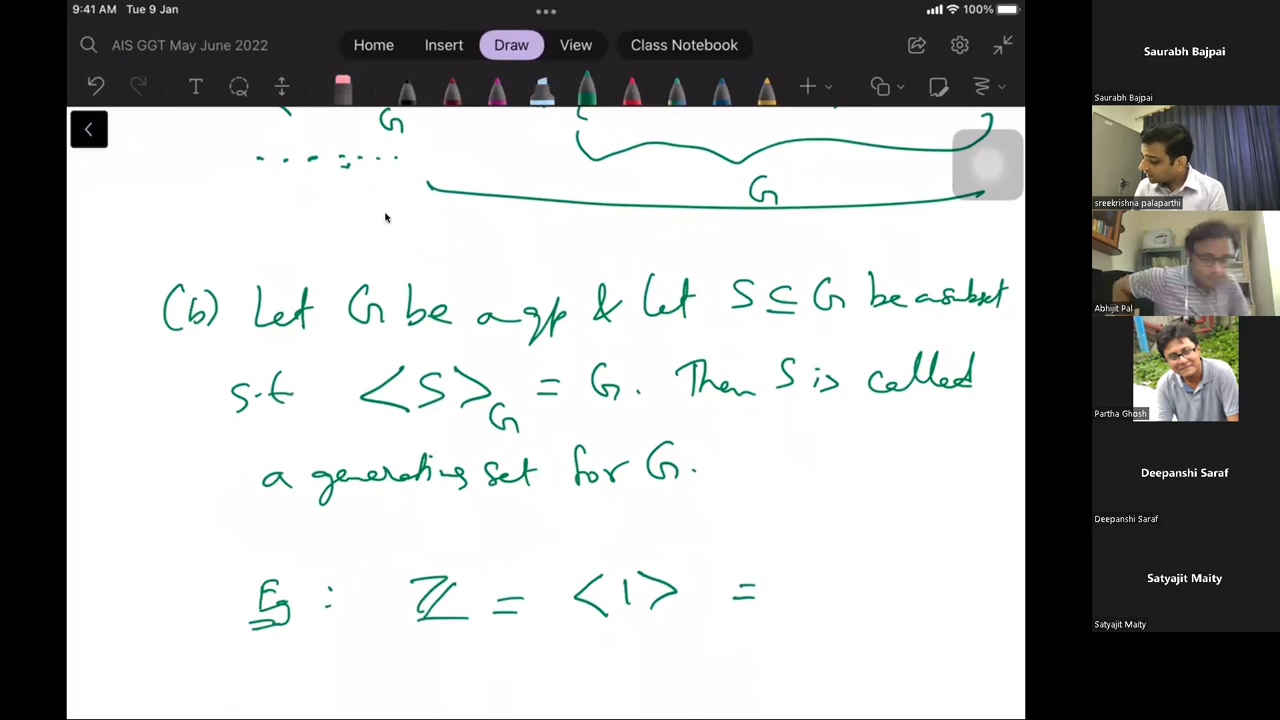 9:41 AM Tue 9 Jan
100%
AIS GGT May June 2022
Home Insert Draw View Class Notebook
G
G
(b) Let G be a gp & let S ⊆ G be a subset
s.t <S>_G = G. Then S is called
a generating set for G.
Eg : ℤ = <1> =
Saurabh Bajpai
Saurabh Bajpai
sreekrishna palaparthi
Abhijit Pal
Partha Ghosh
Deepanshi Saraf
Deepanshi Saraf
Satyajit Maity
Satyajit Maity